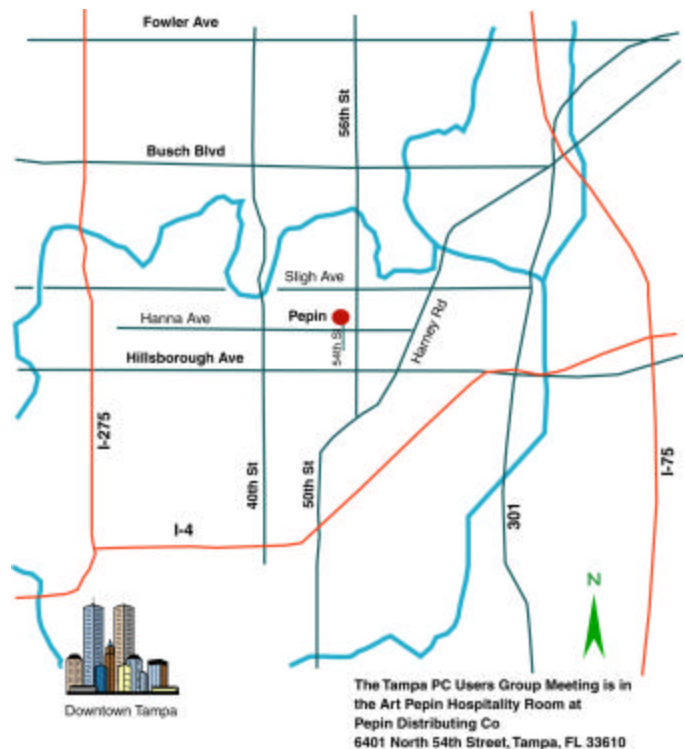 Fowler Ave
56th St
Busch Blvd
Sligh Ave
Hanna Ave
Pepin
54th St
Harney Rd
Hillsborough Ave
I-275
40th St
50th St
I-75
301
I-4
N
Downtown Tampa
The Tampa PC Users Group Meeting is in
the Art Pepin Hospitality Room at
Pepin Distributing Co
6401 North 54th Street, Tampa, FL 33610